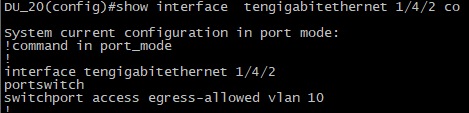 DU_20(config)#show interface  tengigabitethernet 1/4/2 co
System current configuration in port mode:
!command in port_mode
!
interface tengigabitethernet 1/4/2
portswitch
switchport access egress-allowed vlan 10
!